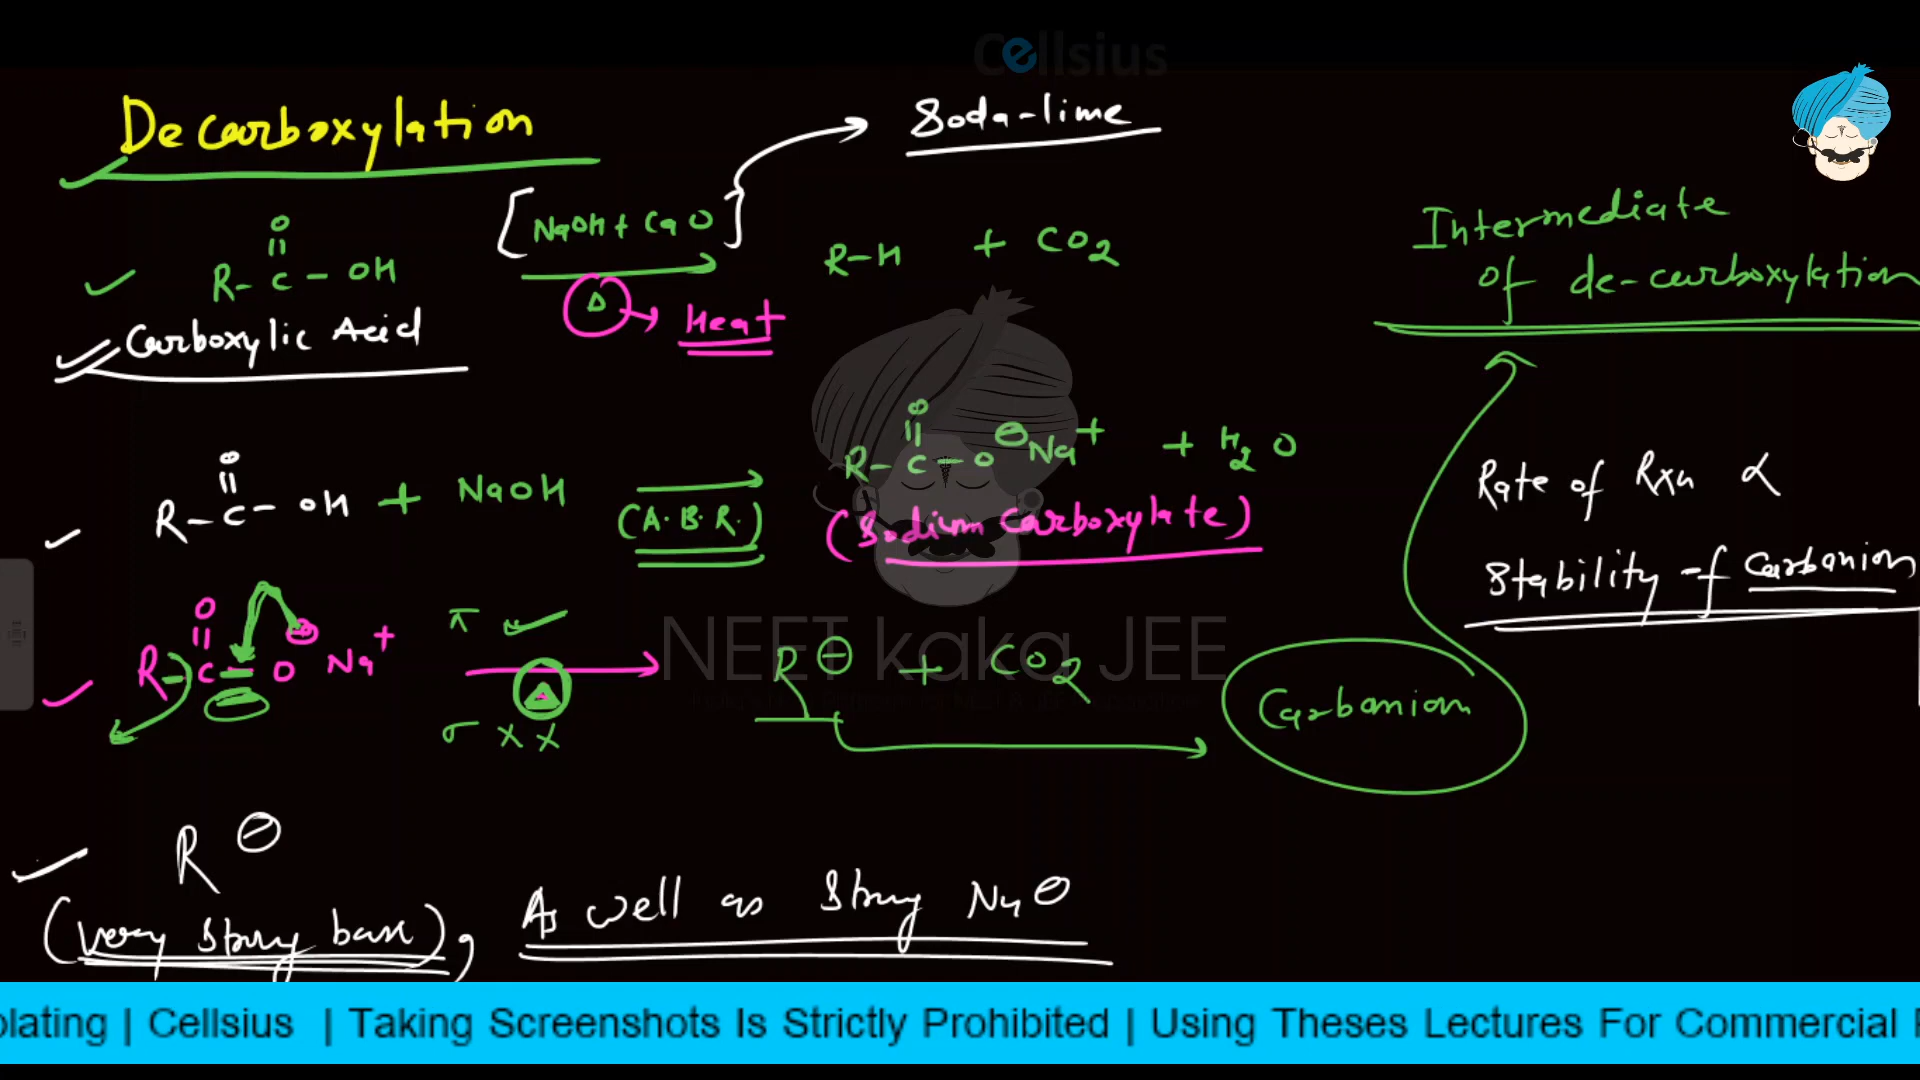 Cellsius
Decarboxylation
Soda-lime
[NaOH + CaO]
O
||
R-C-OH
Δ → Heat
R-H + CO2
Carboxylic Acid
Intermediate
of de-carboxylation
O
||
R-C-OH + NaOH
(A.B.R.)
O
||
R-C-O⊖Na+ + H2O
(Sodium Carboxylate)
Rate of Rxn ∝
Stability of Carbanion
O
||
R-C-O⊖ Na+
π ✓
Δ
σ x x
R⊖ + CO2
Carbanion
NEET kaka JEE
R⊖
(very strong base), As well as Strong Nu⊖
olating | Cellsius | Taking Screenshots Is Strictly Prohibited | Using Theses Lectures For Commercial